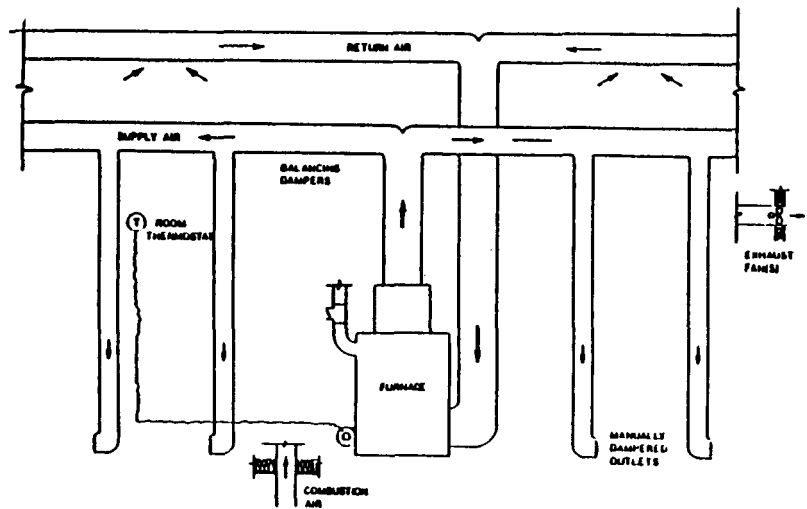 RETURN AIR
SUPPLY AIR
BALANCING
DAMPERS
T
ROOM
THERMOSTAT
EXHAUST
FAN(S)
FURNACE
MANUALLY
DAMPERED
OUTLETS
COMBUSTION
AIR